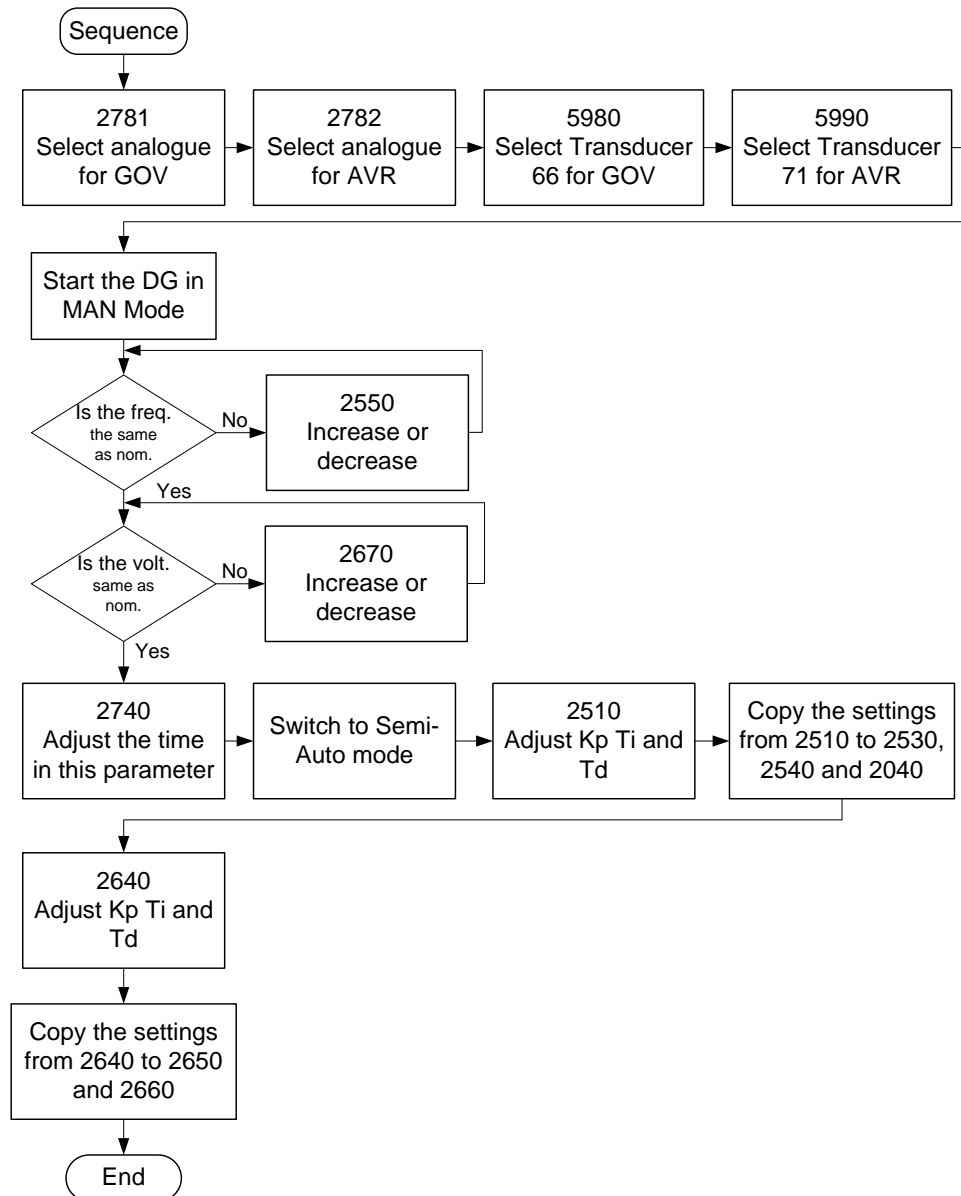 Sequence
2781
Select analogue
for GOV
2782
Select analogue
for AVR
5980
Select Transducer
66 for GOV
5990
Select Transducer
71 for AVR
Start the DG in
MAN Mode
Is the freq.
the same
as nom.
No
2550
Increase or
decrease
Yes
Is the volt.
same as
nom.
No
2670
Increase or
decrease
Yes
2740
Adjust the time
in this parameter
Switch to Semi-
Auto mode
2510
Adjust Kp Ti and
Td
Copy the settings
from 2510 to 2530,
2540 and 2040
2640
Adjust Kp Ti and
Td
Copy the settings
from 2640 to 2650
and 2660
End